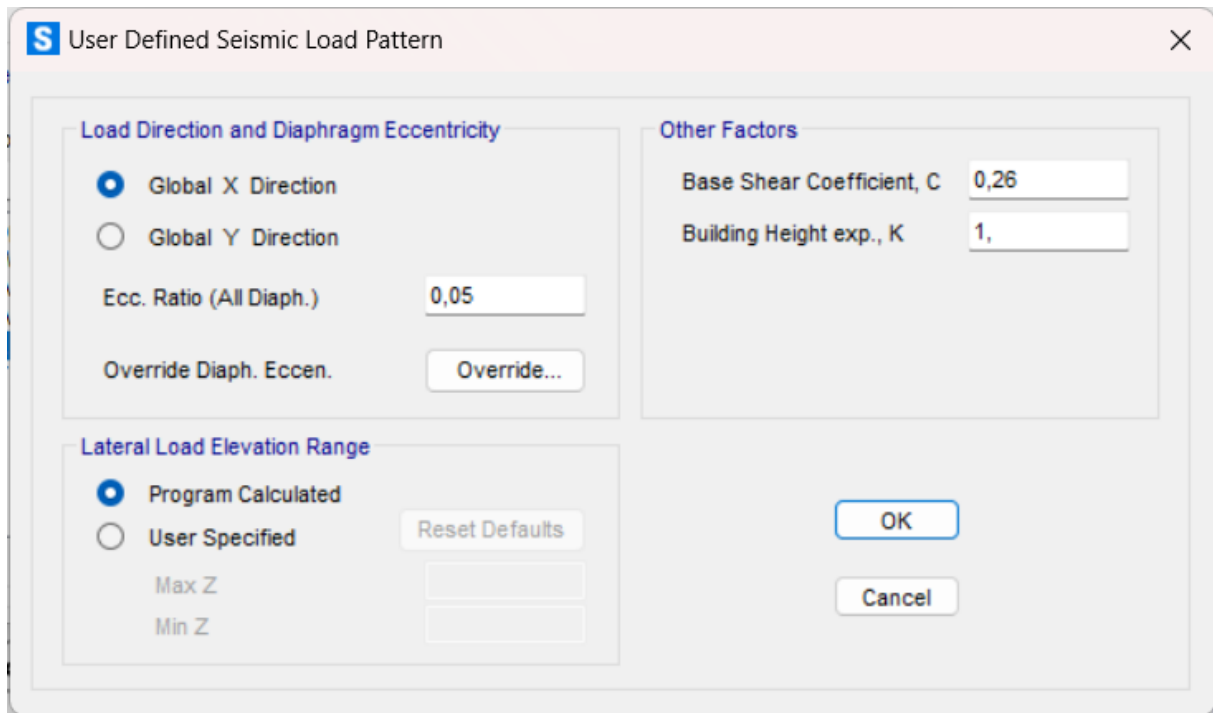 S User Defined Seismic Load Pattern
Load Direction and Diaphragm Eccentricity
Global X Direction
Global Y Direction
Ecc. Ratio (All Diaph.) 0,05
Override Diaph. Eccen. Override...
Other Factors
Base Shear Coefficient, C 0,26
Building Height exp., K 1,
Lateral Load Elevation Range
Program Calculated
User Specified Reset Defaults
Max Z
Min Z
OK
Cancel